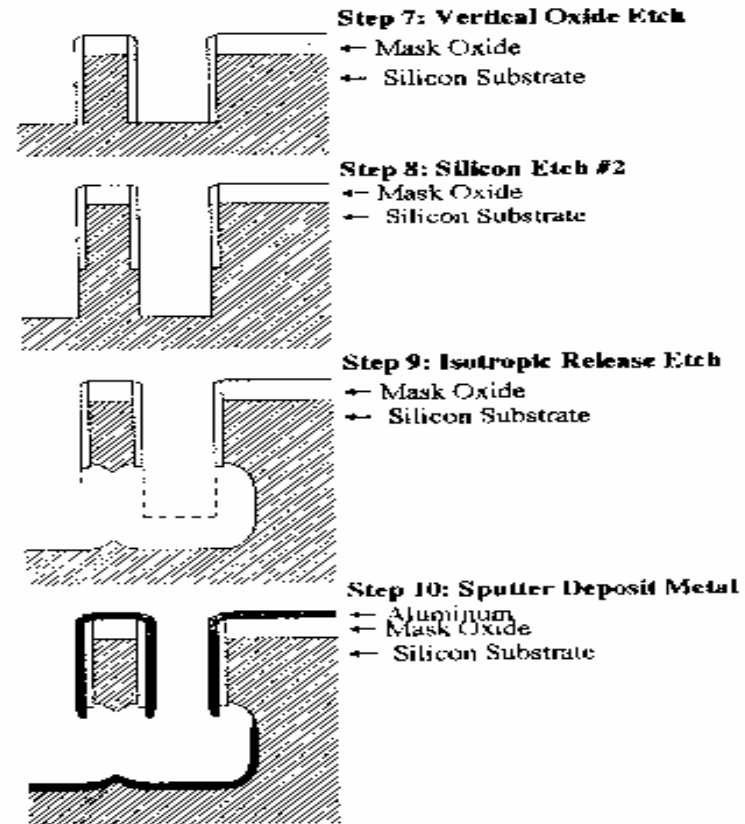 Step 7: Vertical Oxide Etch
← Mask Oxide
← Silicon Substrate
Step 8: Silicon Etch #2
← Mask Oxide
← Silicon Substrate
Step 9: Isotropic Release Etch
← Mask Oxide
← Silicon Substrate
Step 10: Sputter Deposit Metal
← Aluminum
← Mask Oxide
← Silicon Substrate